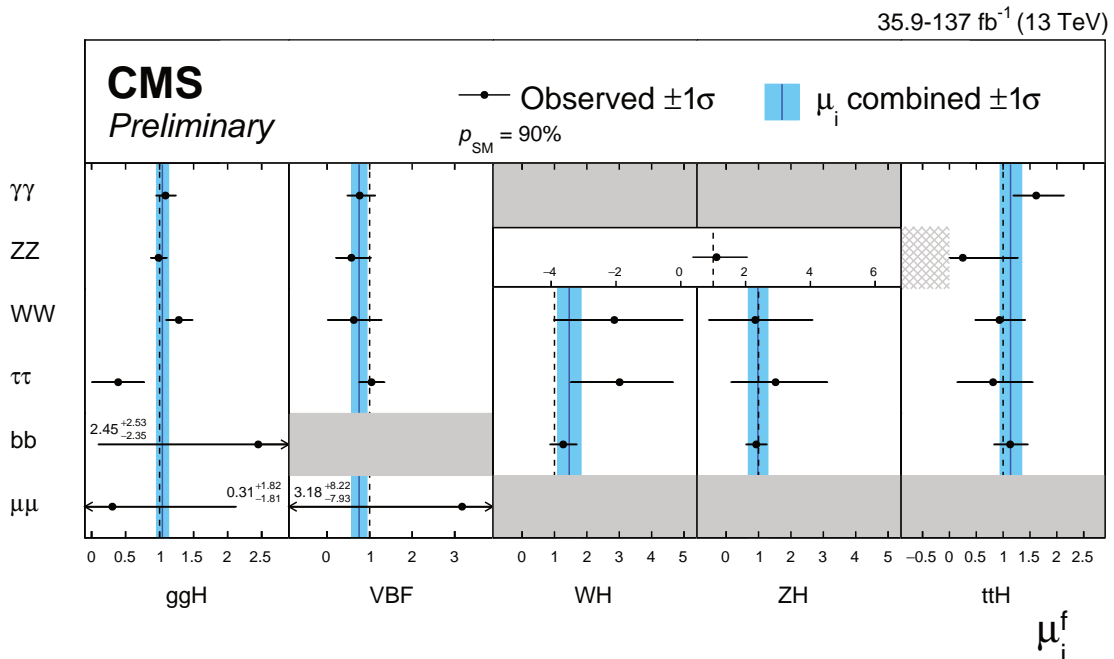 35.9-137 fb⁻¹ (13 TeV)
CMS
Preliminary
Observed ±1σ
p_SM = 90%
μ_i combined ±1σ
γγ
ZZ
−4 −2 0 2 4 6
WW
ττ
bb
2.45 +2.53 −2.35
μμ
0.31 +1.82 −1.81
3.18 +8.22 −7.93
0 0.5 1 1.5 2 2.5
0 1 2 3
0 1 2 3 4 5
0 1 2 3 4 5
−0.5 0 0.5 1 1.5 2 2.5
ggH VBF WH ZH ttH
μ_i^f